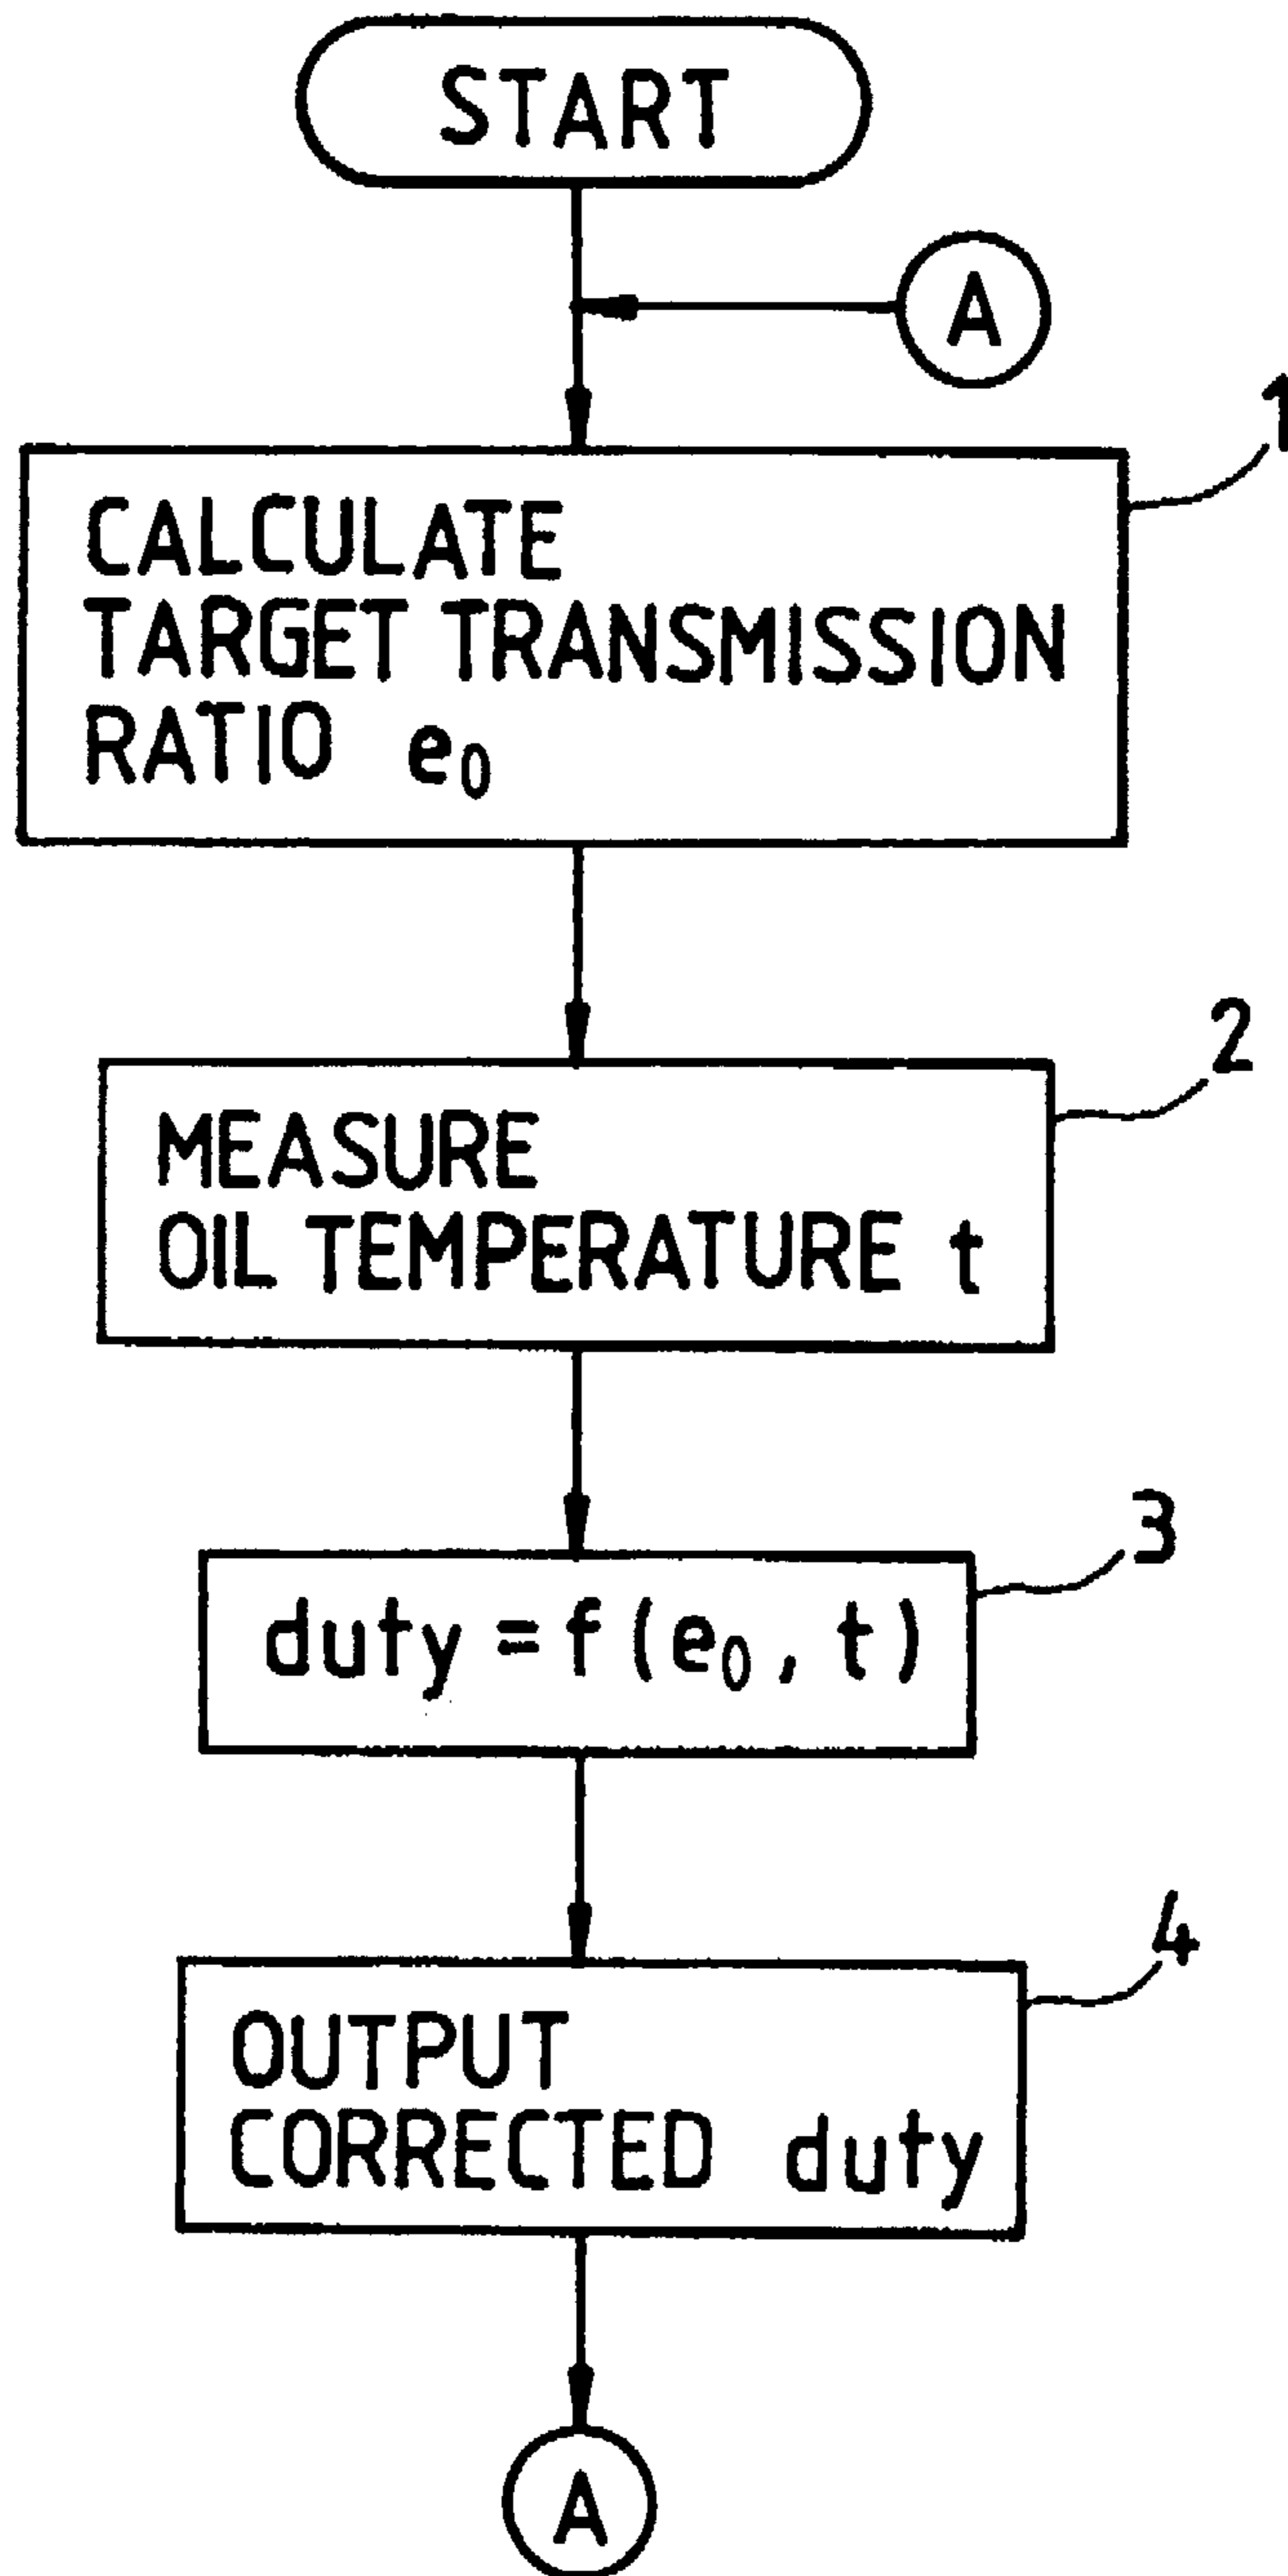 START
A
1
CALCULATE
TARGET TRANSMISSION
RATIO e₀
2
MEASURE
OIL TEMPERATURE t
3
duty = f (e₀, t)
4
OUTPUT
CORRECTED duty
A